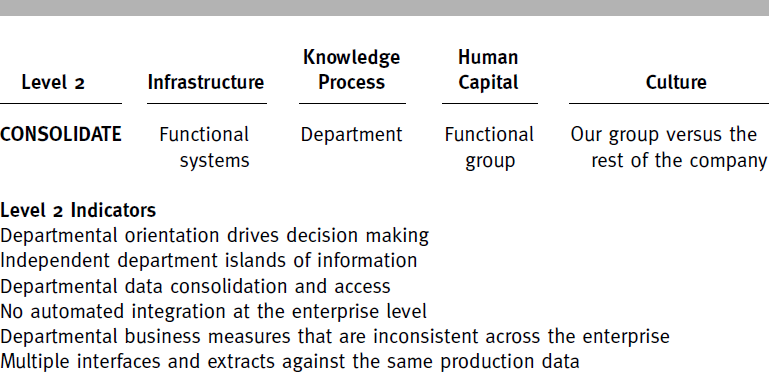 Knowledge Human
Level 2 Infrastructure Process Capital Culture
CONSOLIDATE Functional Department Functional Our group versus the
systems group rest of the company
Level 2 Indicators
Departmental orientation drives decision making
Independent department islands of information
Departmental data consolidation and access
No automated integration at the enterprise level
Departmental business measures that are inconsistent across the enterprise
Multiple interfaces and extracts against the same production data